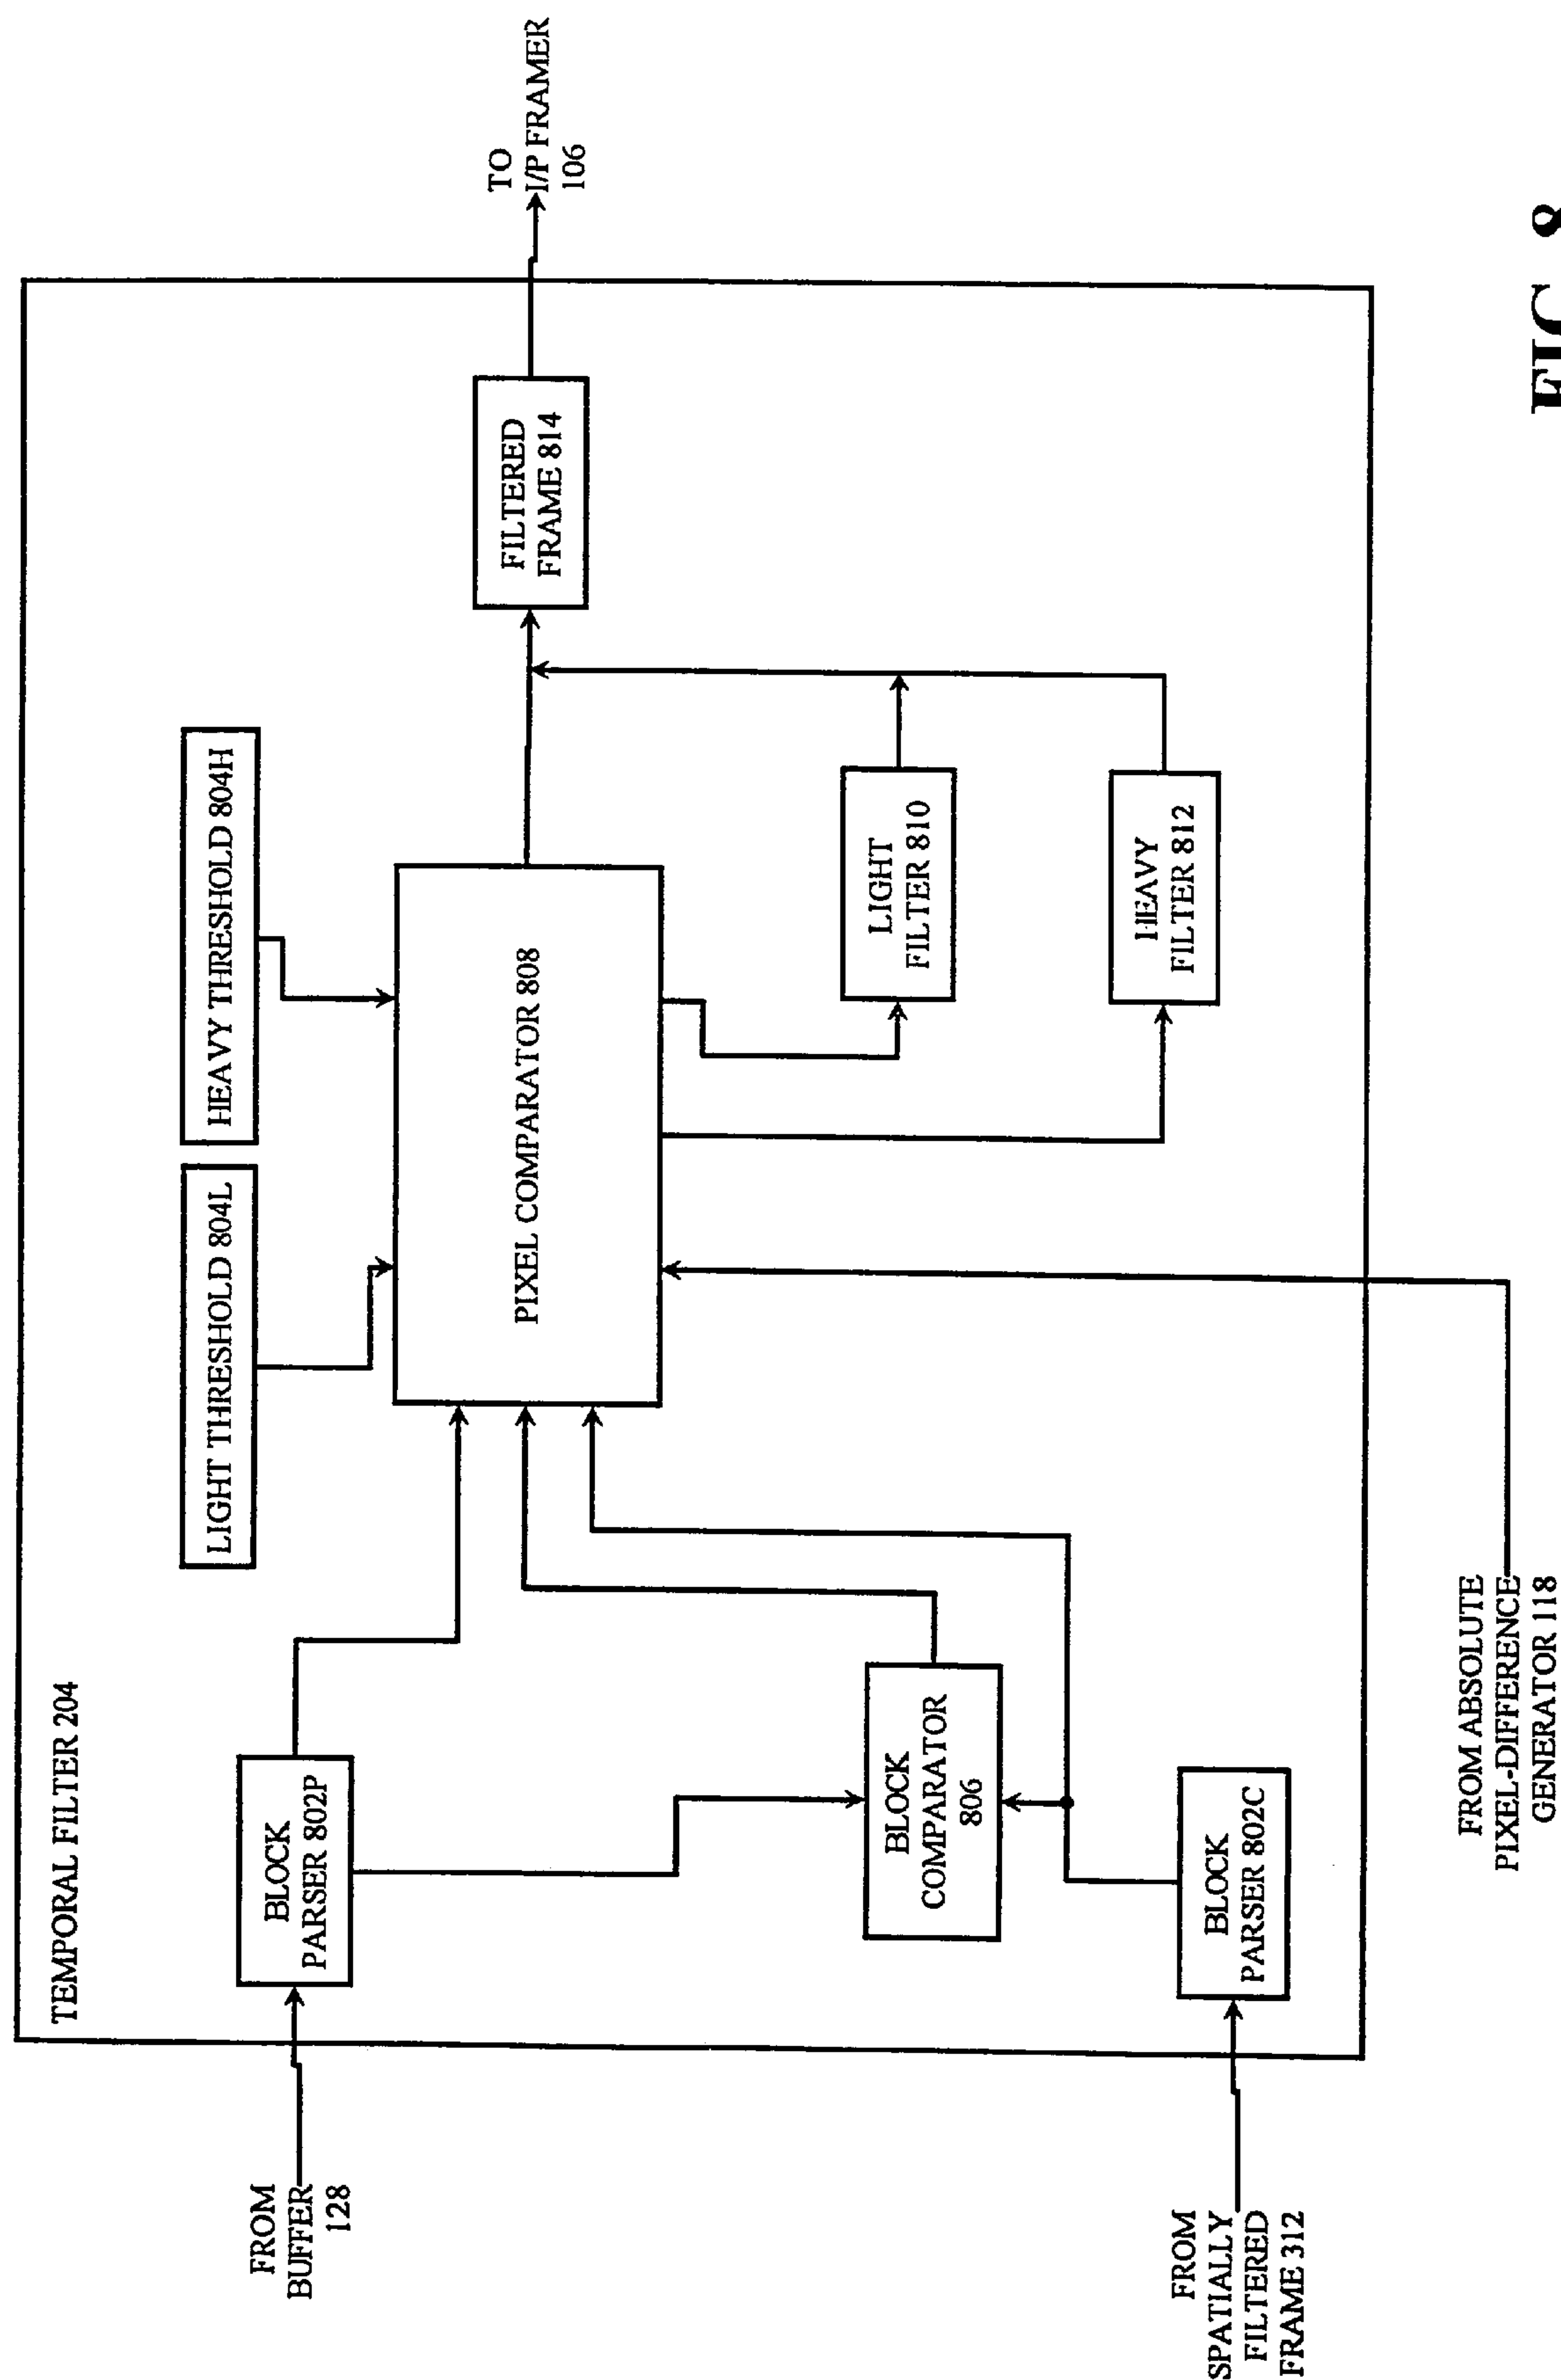 TEMPORAL FILTER 204
FROM
BUFFER
128
BLOCK
PARSER 802P
LIGHT THRESHOLD 804L
HEAVY THRESHOLD 804H
PIXEL COMPARATOR 808
FILTERED
FRAME 814
TO
I/P FRAMER
106
BLOCK
COMPARATOR
806
LIGHT
FILTER 810
HEAVY
FILTER 812
FROM
SPATIALLY
FILTERED
FRAME 312
BLOCK
PARSER 802C
FROM ABSOLUTE
PIXEL-DIFFERENCE
GENERATOR 118
FIG. 8